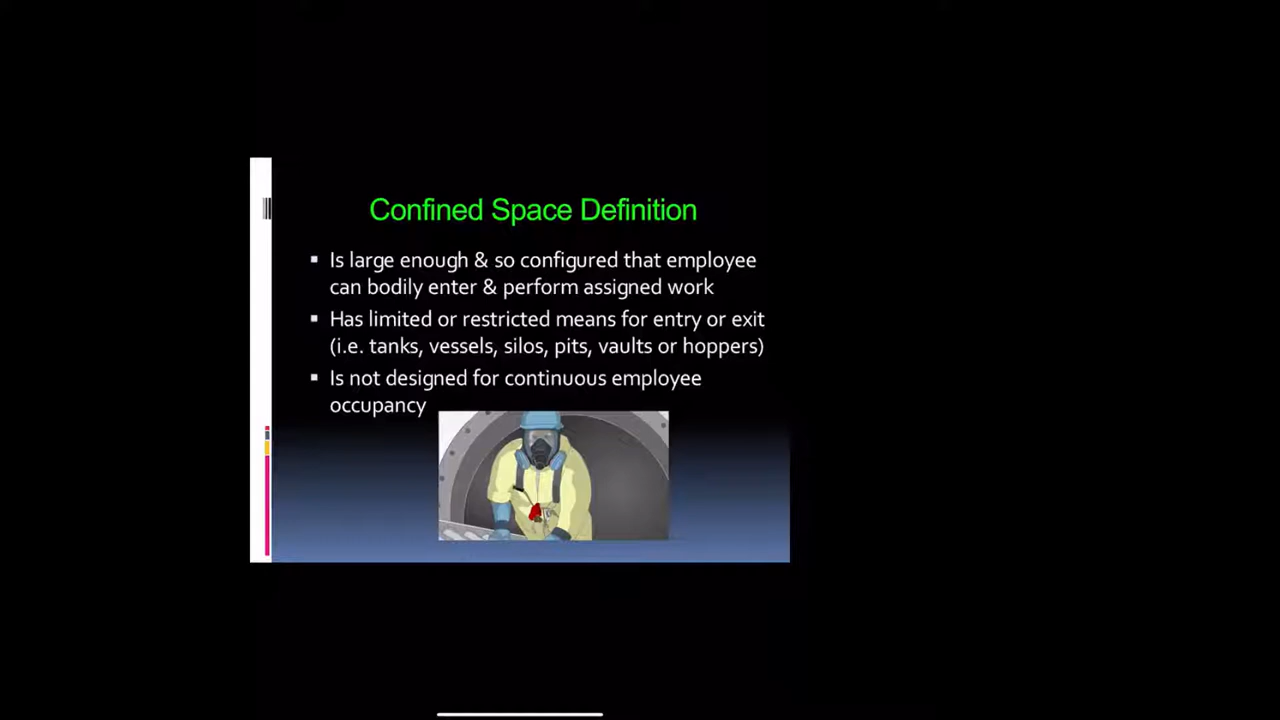 Confined Space Definition
Is large enough & so configured that employee
can bodily enter & perform assigned work
Has limited or restricted means for entry or exit
(i.e. tanks, vessels, silos, pits, vaults or hoppers)
Is not designed for continuous employee
occupancy